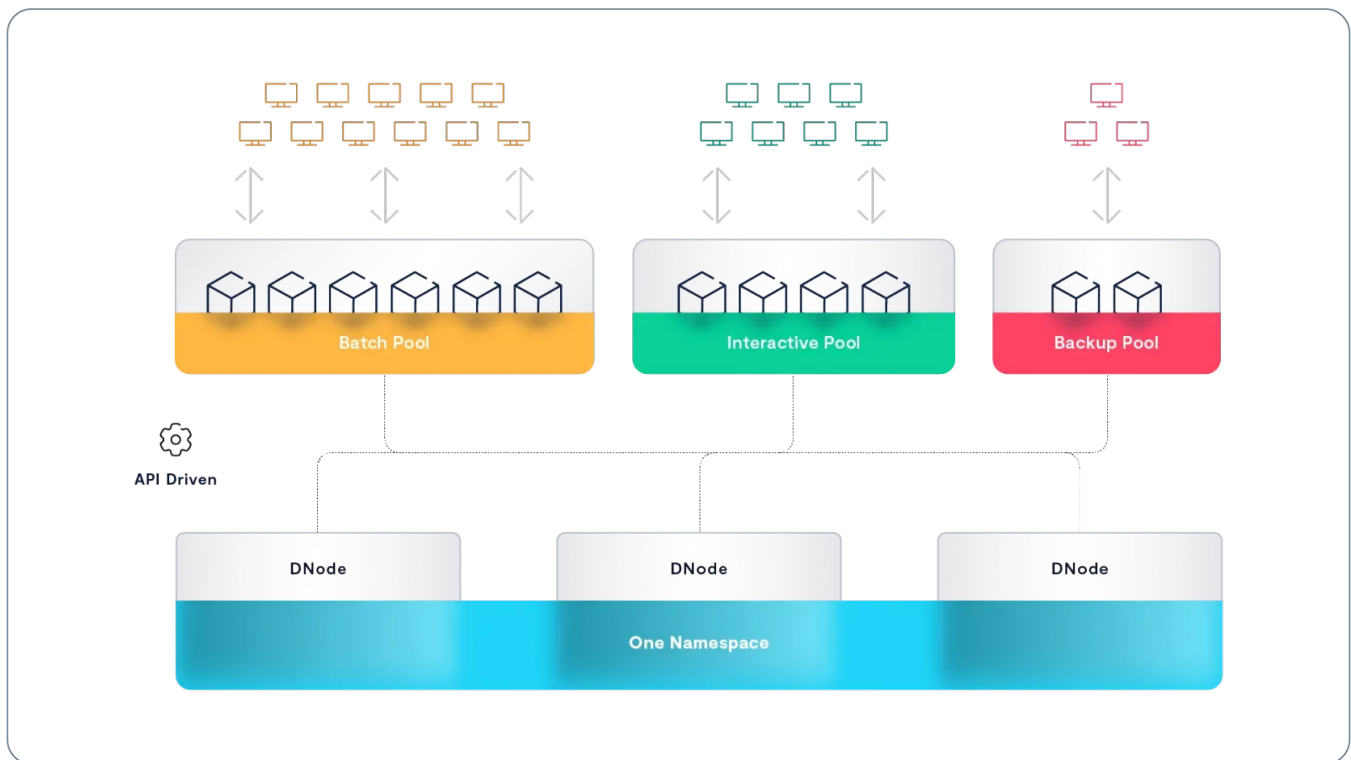 Batch Pool
Interactive Pool
Backup Pool
API Driven
DNode
DNode
DNode
One Namespace